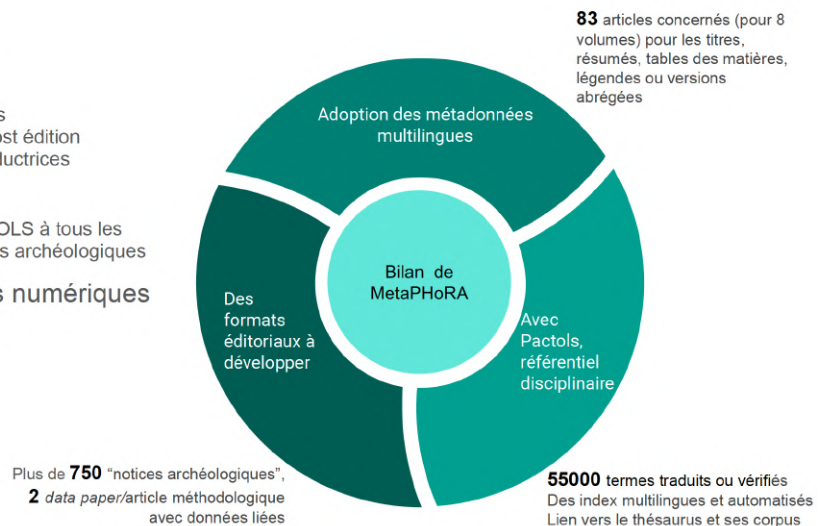 83 articles concernés (pour 8
volumes) pour les titres,
résumés, tables des matières,
légendes ou versions
abrégées
Adoption des métadonnées
multilingues
s
st édition
uctrices
OLS à tous les
s archéologiques
s numériques
Bilan de
MetaPHoRA
Des
formats
éditoriaux à
développer
Avec
Pactols,
référentiel
disciplinaire
Plus de 750 “notices archéologiques”,
2 data paper/article méthodologique
avec données liées
55000 termes traduits ou vérifiés
Des index multilingues et automatisés
Lien vers le thésaurus et ses corpus